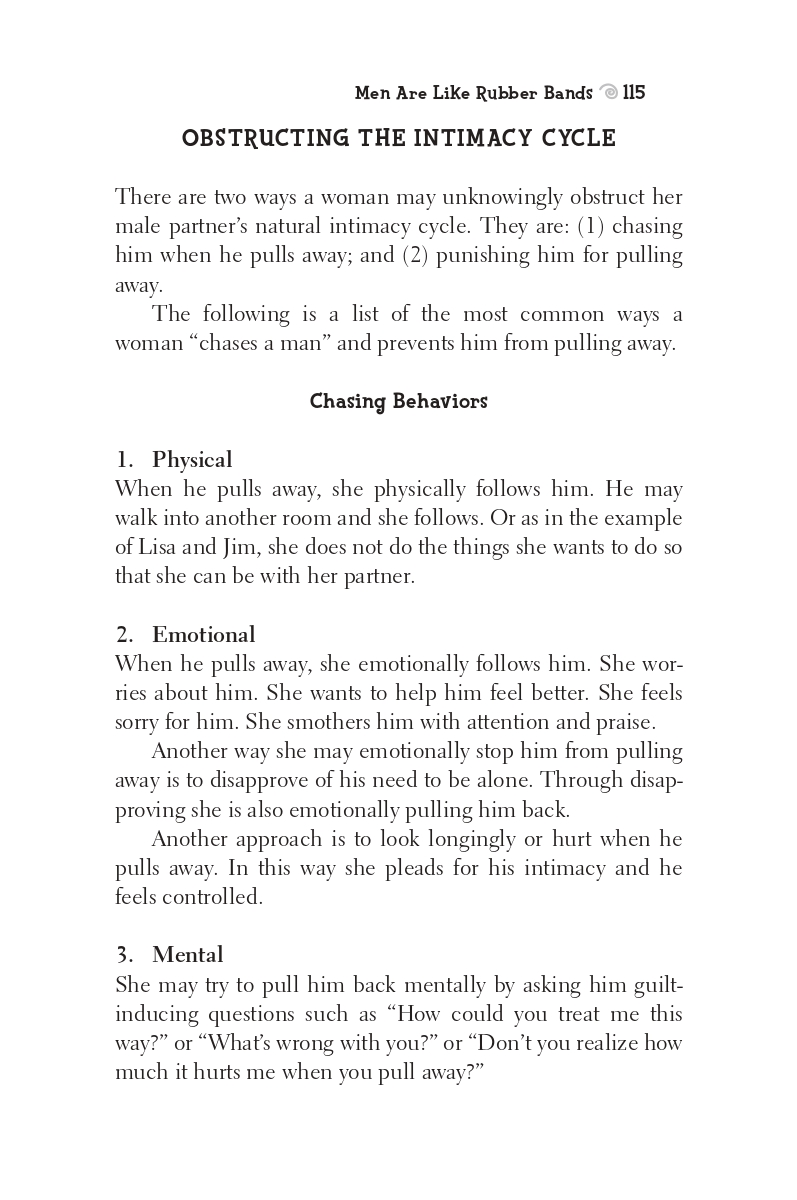 Men Are Like Rubber Bands 115
OBSTRUCTING THE INTIMACY CYCLE
There are two ways a woman may unknowingly obstruct her
male partner’s natural intimacy cycle. They are: (1) chasing
him when he pulls away; and (2) punishing him for pulling
away.
The following is a list of the most common ways a
woman “chases a man” and prevents him from pulling away.
Chasing Behaviors
1. Physical
When he pulls away, she physically follows him. He may
walk into another room and she follows. Or as in the example
of Lisa and Jim, she does not do the things she wants to do so
that she can be with her partner.
2. Emotional
When he pulls away, she emotionally follows him. She wor-
ries about him. She wants to help him feel better. She feels
sorry for him. She smothers him with attention and praise.
Another way she may emotionally stop him from pulling
away is to disapprove of his need to be alone. Through disap-
proving she is also emotionally pulling him back.
Another approach is to look longingly or hurt when he
pulls away. In this way she pleads for his intimacy and he
feels controlled.
3. Mental
She may try to pull him back mentally by asking him guilt-
inducing questions such as “How could you treat me this
way?” or “What’s wrong with you?” or “Don’t you realize how
much it hurts me when you pull away?”